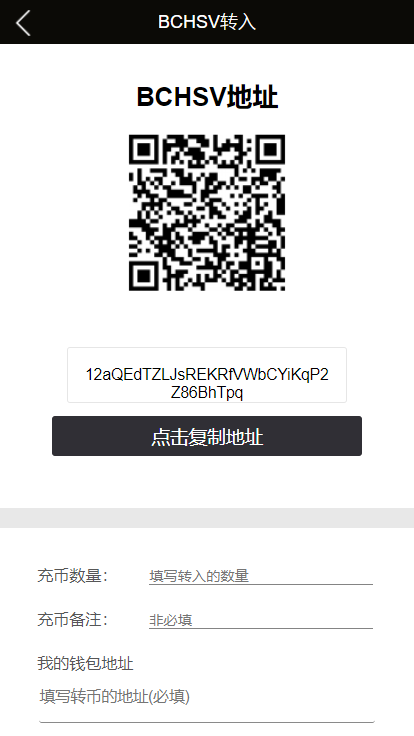 BCHSV转入
BCHSV地址
12aQEdTZLJsREKRfVWbCYiKqP2
Z86BhTpq
点击复制地址
充币数量：
填写转入的数量
充币备注：
非必填
我的钱包地址
填写转币的地址(必填)